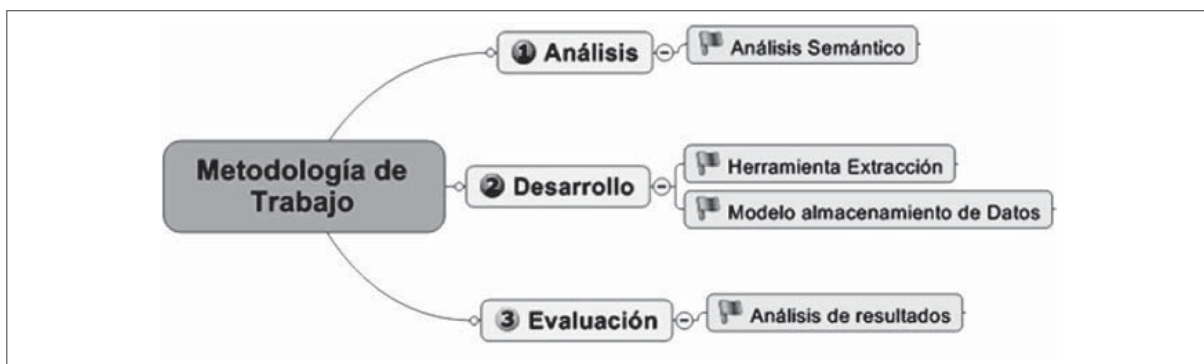 Metodología de
Trabajo
1 Análisis
Análisis Semántico
2 Desarrollo
Herramienta Extracción
Modelo almacenamiento de Datos
3 Evaluación
Análisis de resultados